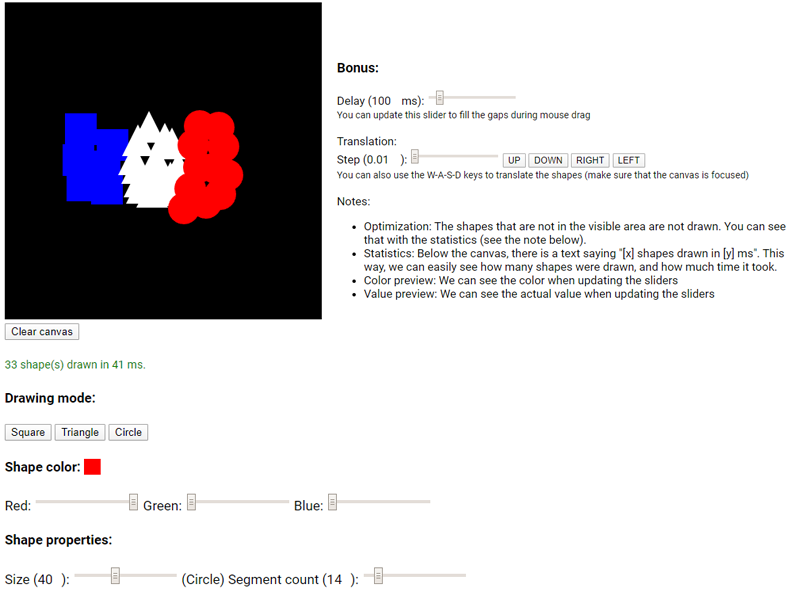 Bonus:
Delay (100 ms):
You can update this slider to fill the gaps during mouse drag
Translation:
Step (0.01 ): UP DOWN RIGHT LEFT
You can also use the W-A-S-D keys to translate the shapes (make sure that the canvas is focused)
Notes:
• Optimization: The shapes that are not in the visible area are not drawn. You can see
that with the statistics (see the note below).
• Statistics: Below the canvas, there is a text saying "[x] shapes drawn in [y] ms". This
way, we can easily see how many shapes were drawn, and how much time it took.
• Color preview: We can see the color when updating the sliders
• Value preview: We can see the actual value when updating the sliders
Clear canvas
33 shape(s) drawn in 41 ms.
Drawing mode:
Square Triangle Circle
Shape color:
Red: Green: Blue:
Shape properties:
Size (40 ): (Circle) Segment count (14 ):